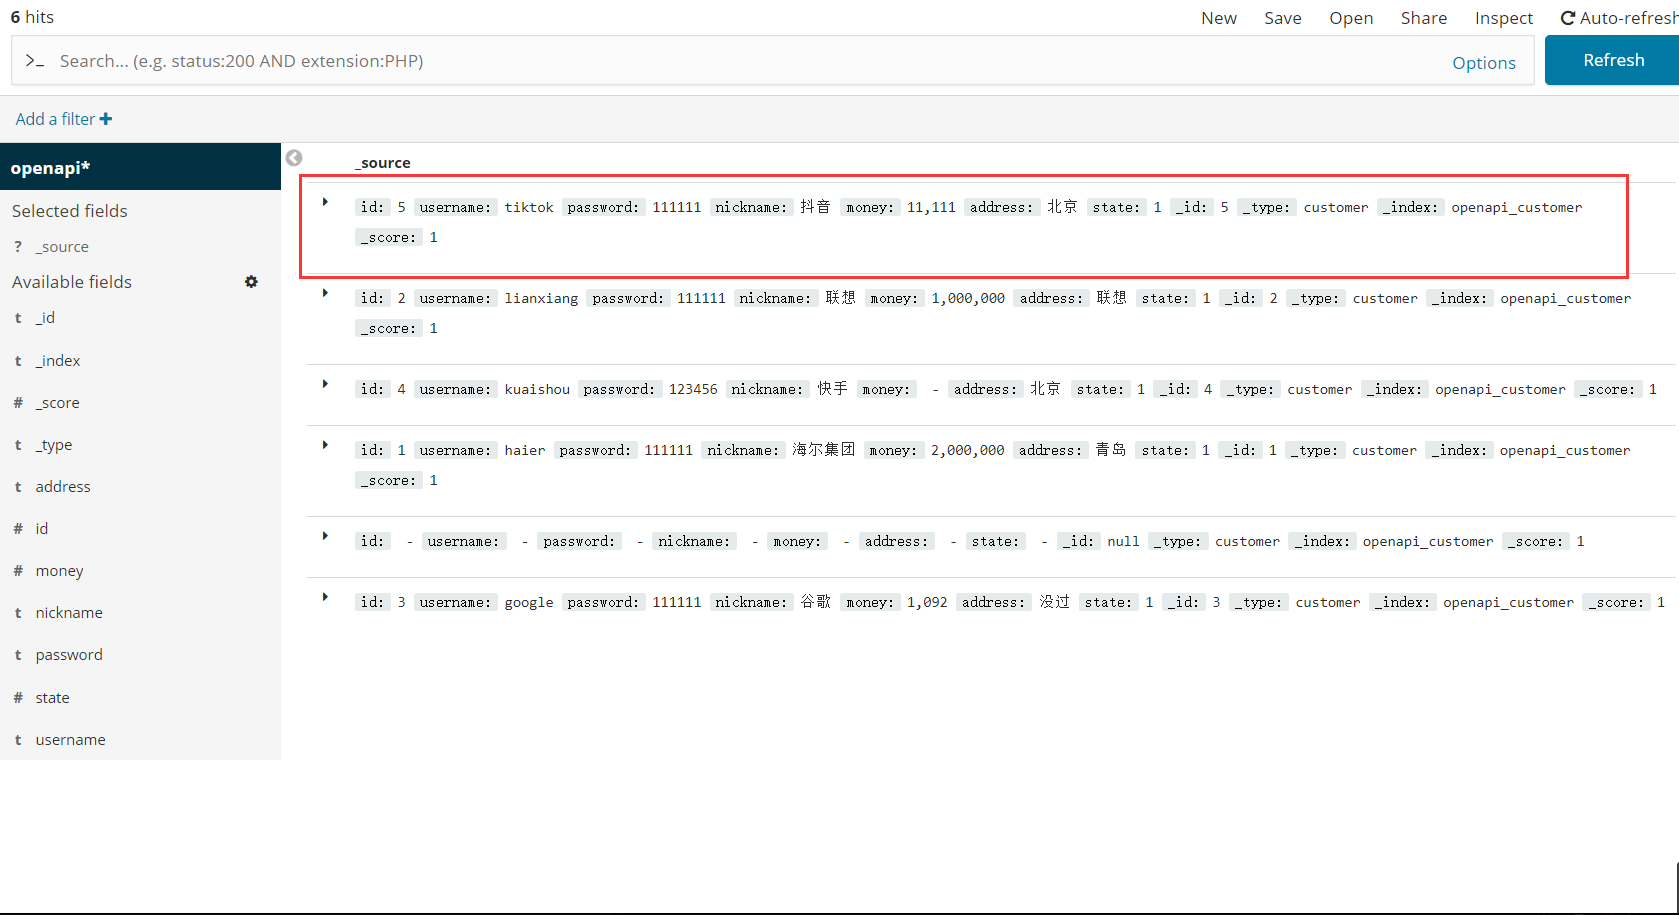 6 hits
New Save Open Share Inspect Auto-refresh
>_ Search... (e.g. status:200 AND extension:PHP) Options Refresh
Add a filter +
openapi*
Selected fields
? _source
Available fields
t _id
t _index
# _score
t _type
t address
# id
# money
t nickname
t password
# state
t username
_source
id: 5 username: tiktok password: 111111 nickname: 抖音 money: 11,111 address: 北京 state: 1 _id: 5 _type: customer _index: openapi_customer
_score: 1
id: 2 username: lianxiang password: 111111 nickname: 联想 money: 1,000,000 address: 联想 state: 1 _id: 2 _type: customer _index: openapi_customer
_score: 1
id: 4 username: kuaishou password: 123456 nickname: 快手 money: - address: 北京 state: 1 _id: 4 _type: customer _index: openapi_customer _score: 1
id: 1 username: haier password: 111111 nickname: 海尔集团 money: 2,000,000 address: 青岛 state: 1 _id: 1 _type: customer _index: openapi_customer
_score: 1
id: - username: - password: - nickname: - money: - address: - state: - _id: null _type: customer _index: openapi_customer _score: 1
id: 3 username: google password: 111111 nickname: 谷歌 money: 1,092 address: 没过 state: 1 _id: 3 _type: customer _index: openapi_customer _score: 1